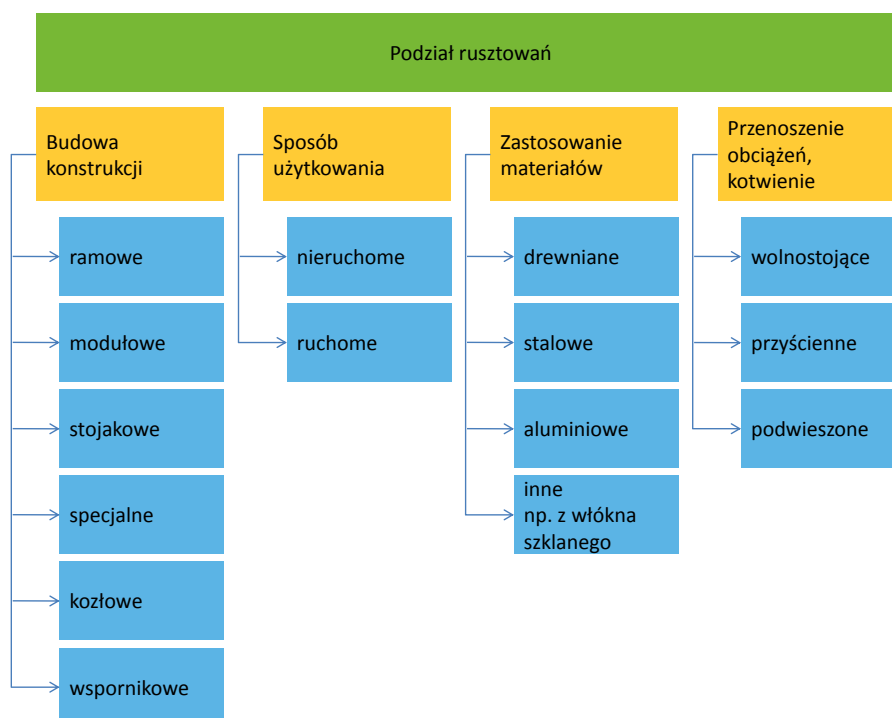 Podział rusztowań
Budowa
konstrukcji
ramowe
modułowe
stojakowe
specjalne
kozłowe
wspornikowe
Sposób
użytkowania
nieruchome
ruchome
Zastosowanie
materiałów
drewniane
stalowe
aluminiowe
inne
np. z włókna
szklanego
Przenoszenie
obciążeń,
kotwienie
wolnostojące
przyścienne
podwieszone